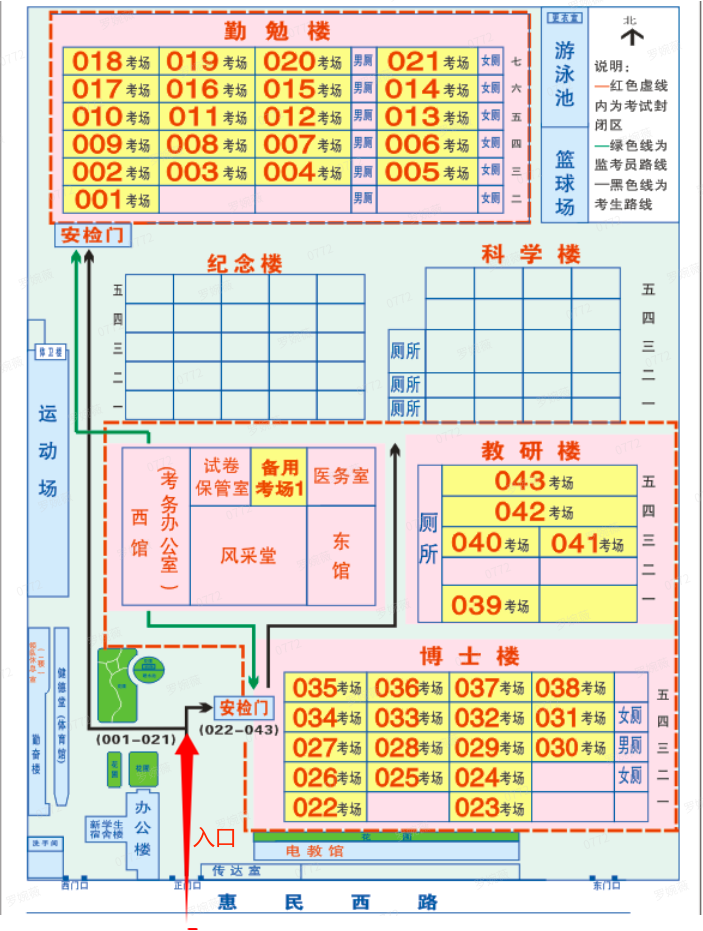 勤勉楼
018考场 019考场 020考场 男厕 021考场 女厕 七
017考场 016考场 015考场 男厕 014考场 女厕 六
010考场 011考场 012考场 男厕 013考场 女厕 五
009考场 008考场 007考场 男厕 006考场 女厕 四
002考场 003考场 004考场 男厕 005考场 女厕 三
001考场 男厕 女厕 二
安检门
更衣室
游泳池
篮球场
北
说明：
一红色虚线
内为考试封
闭区
一绿色线为
监考员路线
一黑色线为
考生路线
纪念楼
五
四
三
二
一
科学楼
五
四
厕所 三
厕所 二
厕所 一
体卫楼
运动场
西馆
(考务办公室)
试卷
保管室
备用
考场1
医务室
风采堂
东馆
教研楼
厕所
043考场 五
042考场 四
040考场 041考场 三
二
039考场 一
博士楼
035考场 036考场 037考场 038考场 五
034考场 033考场 032考场 031考场 女厕 四
027考场 028考场 029考场 030考场 男厕 三
026考场 025考场 024考场 女厕 二
022考场 023考场 一
安检门
(001-021)
(022-043)
健德堂(体育馆)
勤奋楼
花圃
花圃
办公楼
新学生
宿舍楼
洗手间
入口
花圃
电教馆
传达室
西门口
正门口
东门口
惠民西路